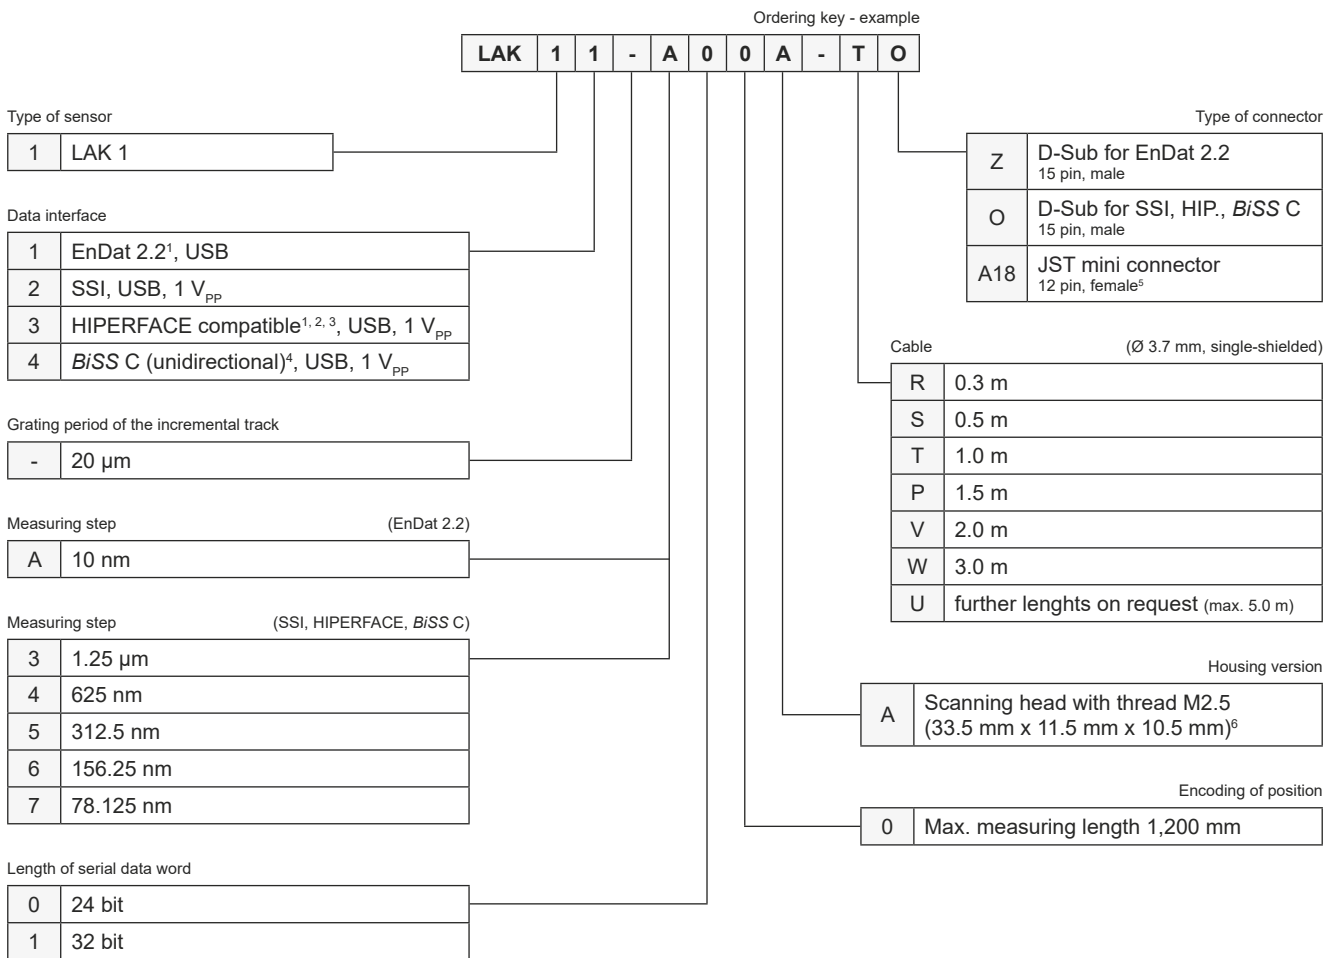 Ordering key - example
LAK 1 1 - A 0 0 A - T O
Type of sensor
1 LAK 1
Data interface
1 EnDat 2.2¹, USB
2 SSI, USB, 1 VPP
3 HIPERFACE compatible¹, ², ³, USB, 1 VPP
4 BiSS C (unidirectional)⁴, USB, 1 VPP
Grating period of the incremental track
- 20 µm
Measuring step (EnDat 2.2)
A 10 nm
Measuring step (SSI, HIPERFACE, BiSS C)
3 1.25 µm
4 625 nm
5 312.5 nm
6 156.25 nm
7 78.125 nm
Length of serial data word
0 24 bit
1 32 bit
Type of connector
Z D-Sub for EnDat 2.2
15 pin, male
O D-Sub for SSI, HIP., BiSS C
15 pin, male
A18 JST mini connector
12 pin, female⁵
Cable (Ø 3.7 mm, single-shielded)
R 0.3 m
S 0.5 m
T 1.0 m
P 1.5 m
V 2.0 m
W 3.0 m
U further lenghts on request (max. 5.0 m)
Housing version
A Scanning head with thread M2.5
(33.5 mm x 11.5 mm x 10.5 mm)⁶
Encoding of position
0 Max. measuring length 1,200 mm